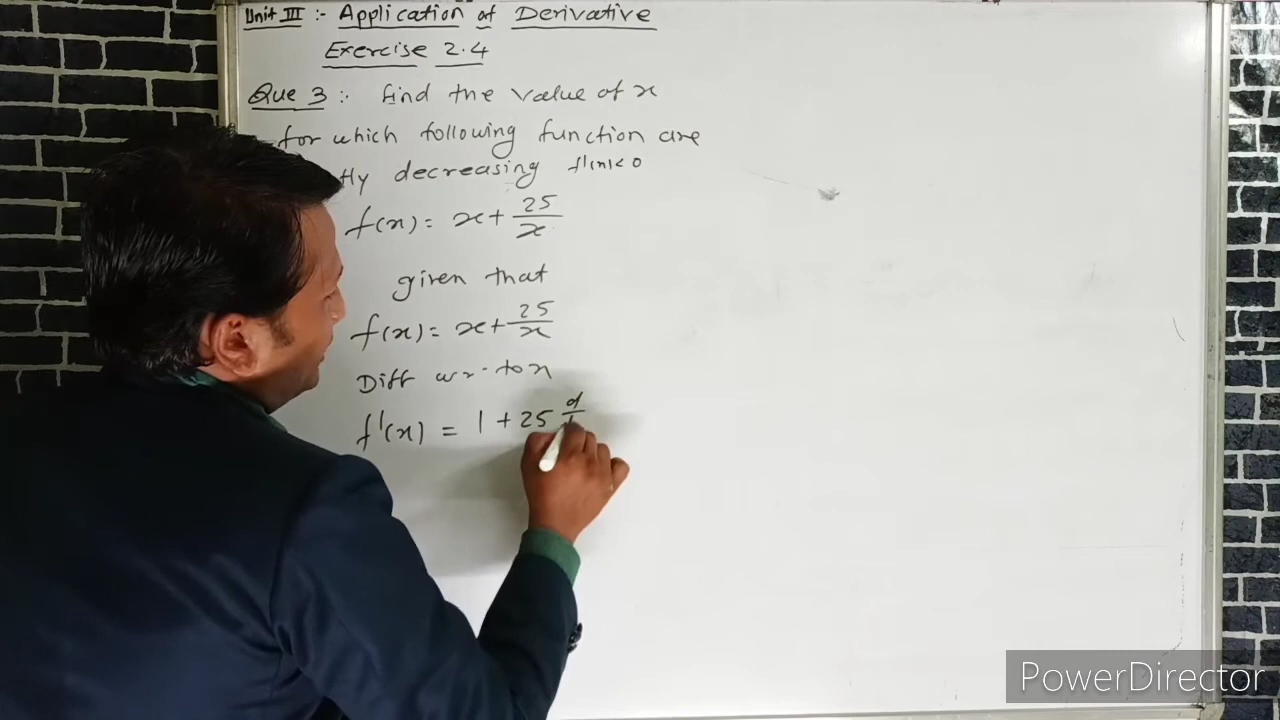 Unit III :- Application of Derivative
Exercise 2.4
Que 3 :- find the value of x
for which following function are
tly decreasing f'(x)<0
f(x) = x + 25/x
given that
f(x) = x + 25/x
Diff w.r. to x
f'(x) = 1 + 25 d
PowerDirector